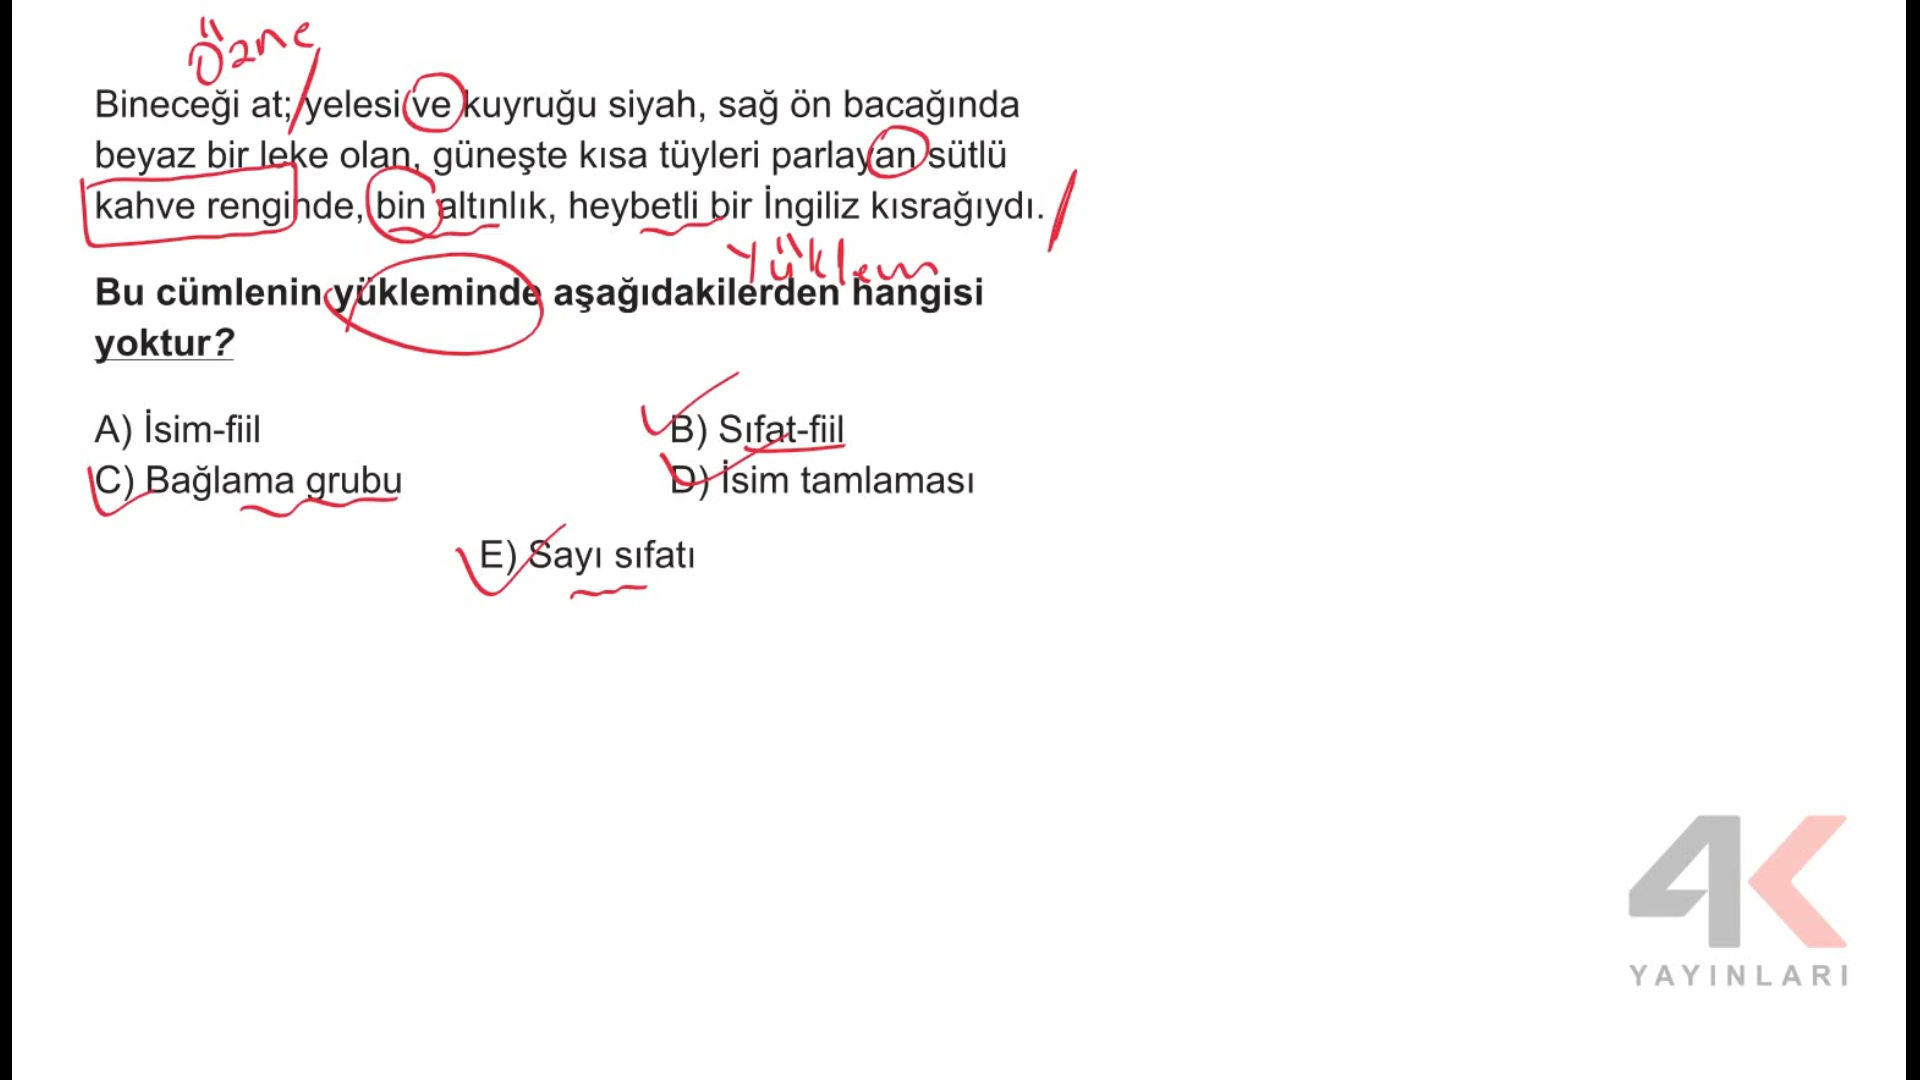 Özne
Bineceği at; yelesi ve kuyruğu siyah, sağ ön bacağında
beyaz bir leke olan, güneşte kısa tüyleri parlayan sütlü
kahve renginde, bin altınlık, heybetli bir İngiliz kısrağıydı.
Yüklem
Bu cümlenin yükleminde aşağıdakilerden hangisi
yoktur?
A) İsim-fiil
B) Sıfat-fiil
C) Bağlama grubu
D) İsim tamlaması
E) Sayı sıfatı
4K
YAYINLARI